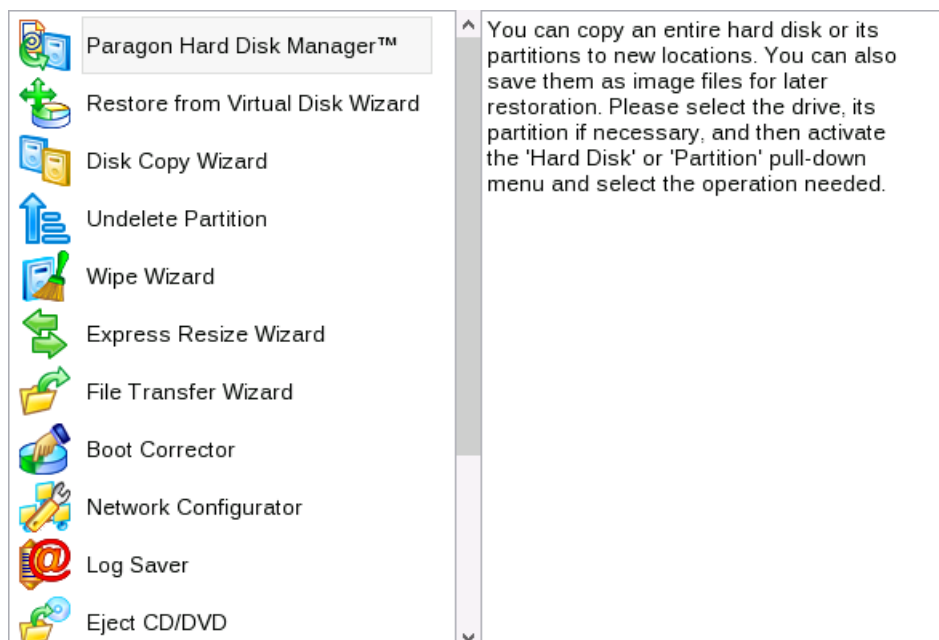 Paragon Hard Disk Manager™
Restore from Virtual Disk Wizard
Disk Copy Wizard
Undelete Partition
Wipe Wizard
Express Resize Wizard
File Transfer Wizard
Boot Corrector
Network Configurator
Log Saver
Eject CD/DVD
You can copy an entire hard disk or its
partitions to new locations. You can also
save them as image files for later
restoration. Please select the drive, its
partition if necessary, and then activate
the 'Hard Disk' or 'Partition' pull-down
menu and select the operation needed.